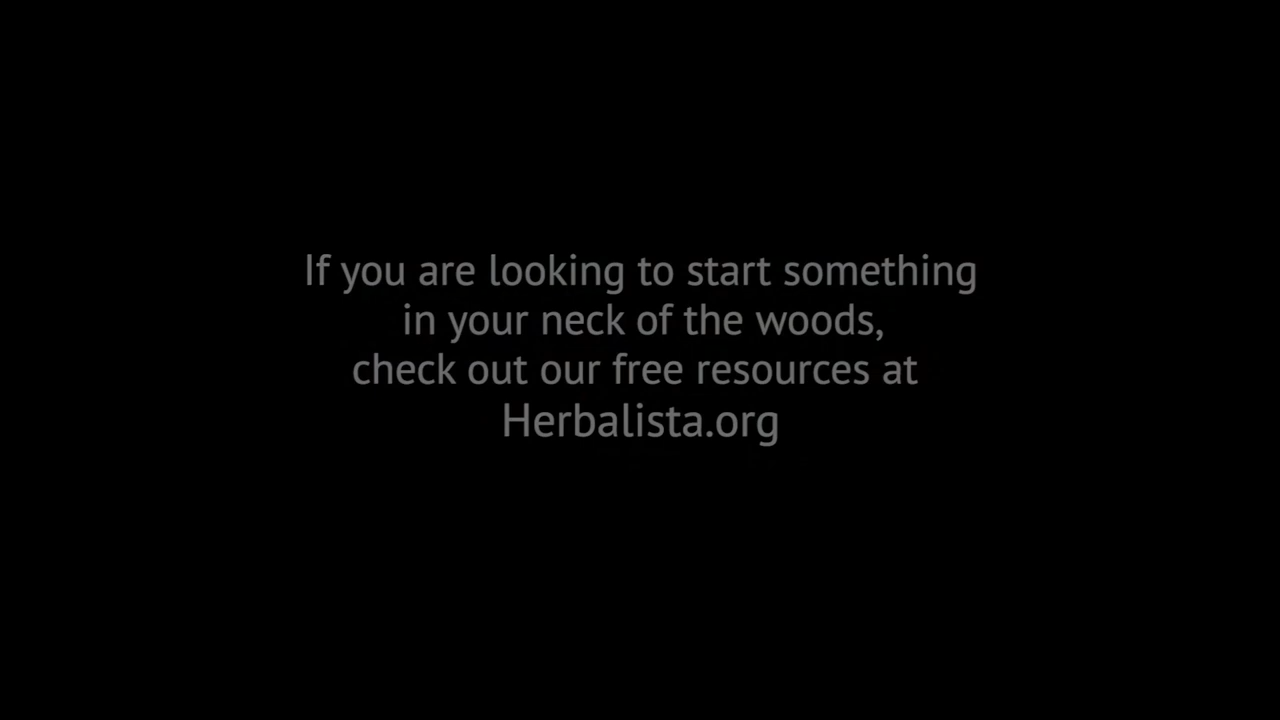 If you are looking to start something
in your neck of the woods,
check out our free resources at
Herbalista.org